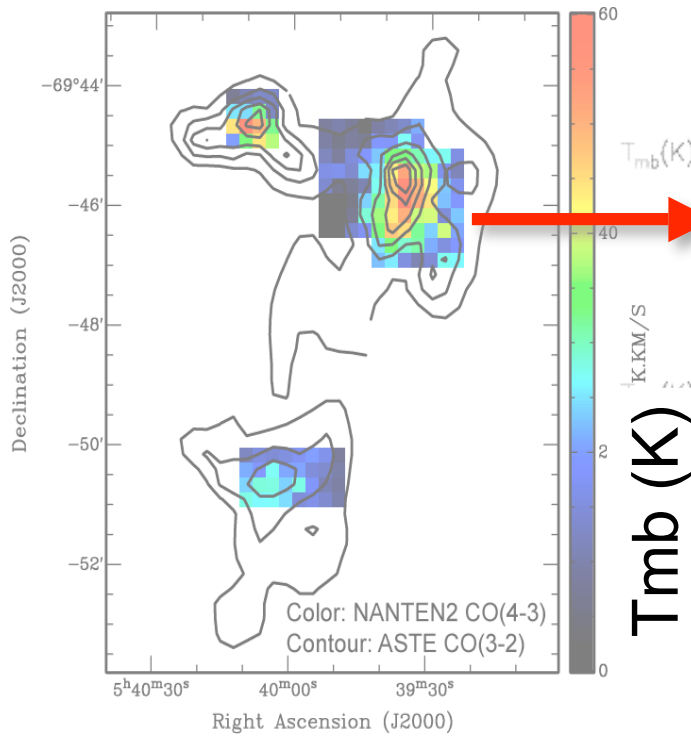 60
−69°44′
T_mb(K)
−46′
40
−48′
K.KM/S
−50′
2
Tmb (K)
−52′
Color: NANTEN2 CO(4-3)
Contour: ASTE CO(3-2)
0
5ʰ40ᵐ30ˢ
40ᵐ00ˢ
39ᵐ30ˢ
Right Ascension (J2000)
Declination (J2000)